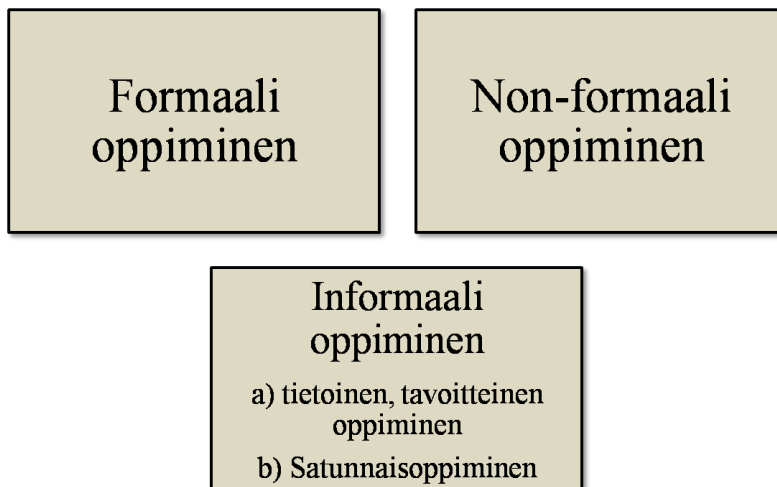 Formaali
oppiminen
Non-formaali
oppiminen
Informaali
oppiminen
a) tietoinen, tavoitteinen
oppiminen
b) Satunnaisoppiminen